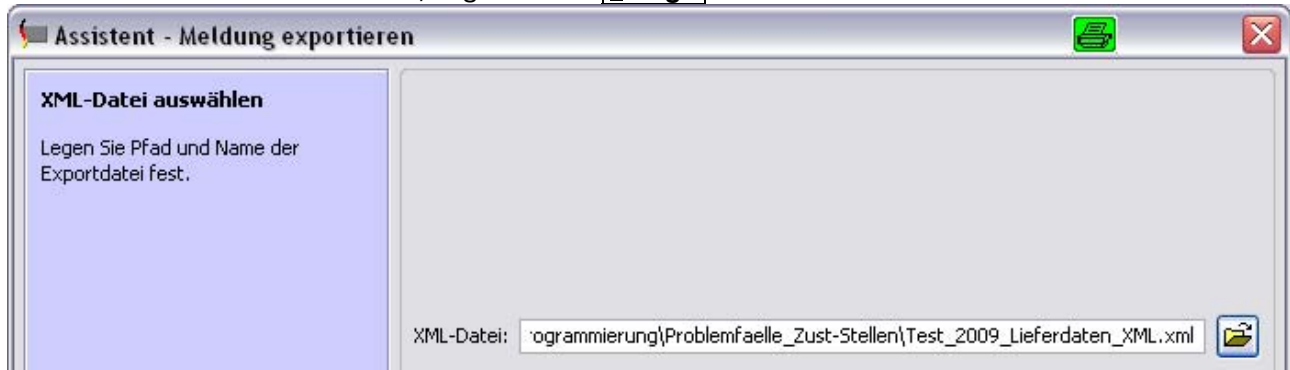 Assistent - Meldung exportieren
XML-Datei auswählen
Legen Sie Pfad und Name der
Exportdatei fest.
XML-Datei: ogrammierung\Problemfaelle_Zust-Stellen\Test_2009_Lieferdaten_XML.xml